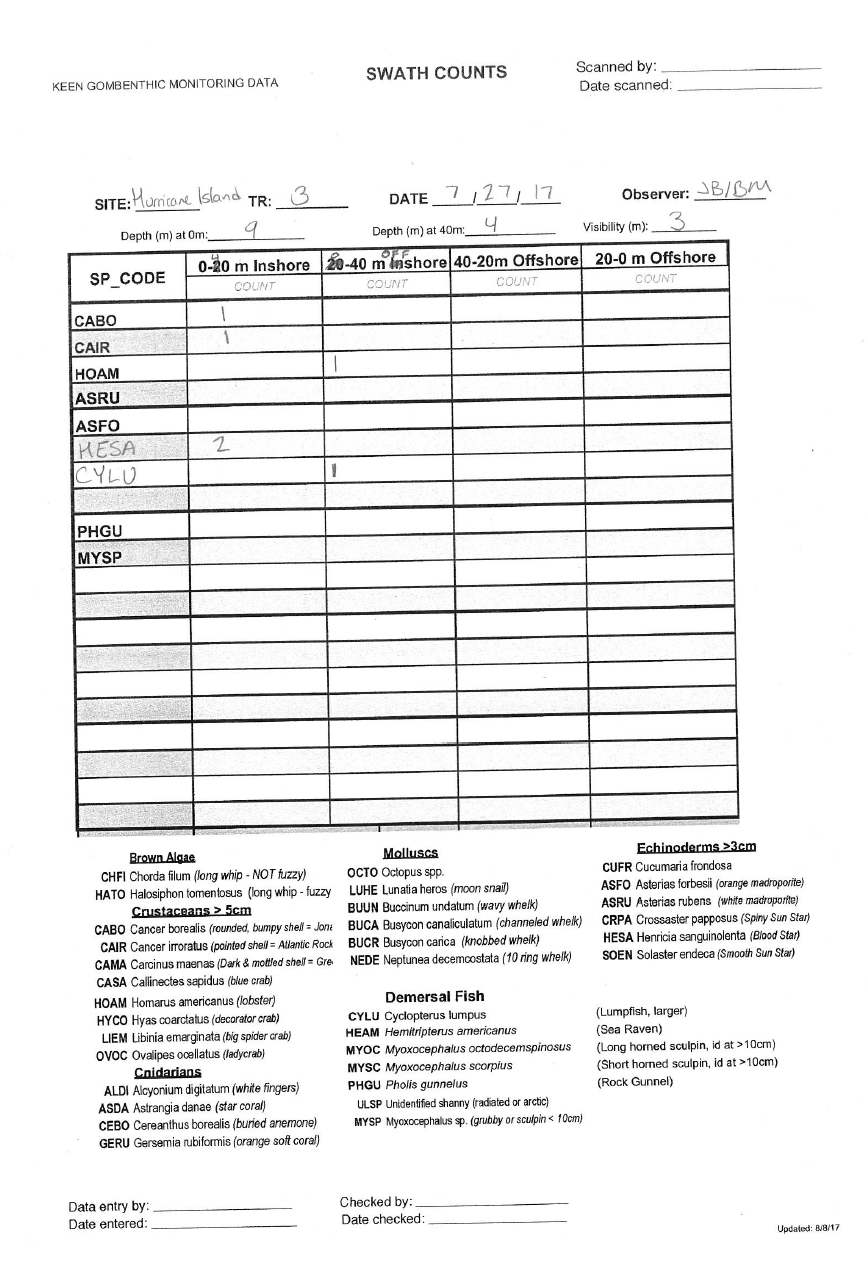 SWATH COUNTS
Scanned by:
KEEN GOMBENTHIC MONITORING DATA
Date scanned:
SITE: Hurricane Island TR: 3 DATE 7 / 27 / 17 Observer: JB/BM
Depth (m) at 0m: 9 Depth (m) at 40m: 4 Visibility (m): 3
SP_CODE 0-40 m Inshore 0-40 m OFFshore 40-20m Offshore 20-0 m Offshore
COUNT COUNT COUNT COUNT
CABO 1
CAIR 1
HOAM 1
ASRU
ASFO
HESA 2
CYLU 1
PHGU
MYSP
Brown Algae
CHFI Chorda filum (long whip - NOT fuzzy)
HATO Halosiphon tomentosus (long whip - fuzzy
Crustaceans > 5cm
CABO Cancer borealis (rounded, bumpy shell = Jona
CAIR Cancer irroratus (pointed shell = Atlantic Rock
CAMA Carcinus maenas (Dark & mottled shell = Gre
CASA Callinectes sapidus (blue crab)
HOAM Homarus americanus (lobster)
HYCO Hyas coarctatus (decorator crab)
LIEM Libinia emarginata (big spider crab)
OVOC Ovalipes ocellatus (ladycrab)
Cnidarians
ALDI Alcyonium digitatum (white fingers)
ASDA Astrangia danae (star coral)
CEBO Cereanthus borealis (buried anemone)
GERU Gersemia rubiformis (orange soft coral)
Molluscs
OCTO Octopus spp.
LUHE Lunatia heros (moon snail)
BUUN Buccinum undatum (wavy whelk)
BUCA Busycon canaliculatum (channeled whelk)
BUCR Busycon carica (knobbed whelk)
NEDE Neptunea decemcostata (10 ring whelk)
Demersal Fish
CYLU Cyclopterus lumpus (Lumpfish, larger)
HEAM Hemitripterus americanus (Sea Raven)
MYOC Myoxocephalus octodecemspinosus (Long horned sculpin, id at >10cm)
MYSC Myoxocephalus scorpius (Short horned sculpin, id at >10cm)
PHGU Pholis gunnelus (Rock Gunnel)
ULSP Unidentified shanny (radiated or arctic)
MYSP Myoxocephalus sp. (grubby or sculpin < 10cm)
Echinoderms >3cm
CUFR Cucumaria frondosa
ASFO Asterias forbesii (orange madroporite)
ASRU Asterias rubens (white madroporite)
CRPA Crossaster papposus (Spiny Sun Star)
HESA Henricia sanguinolenta (Blood Star)
SOEN Solaster endeca (Smooth Sun Star)
Data entry by: Checked by:
Date entered: Date checked:
Updated: 8/8/17